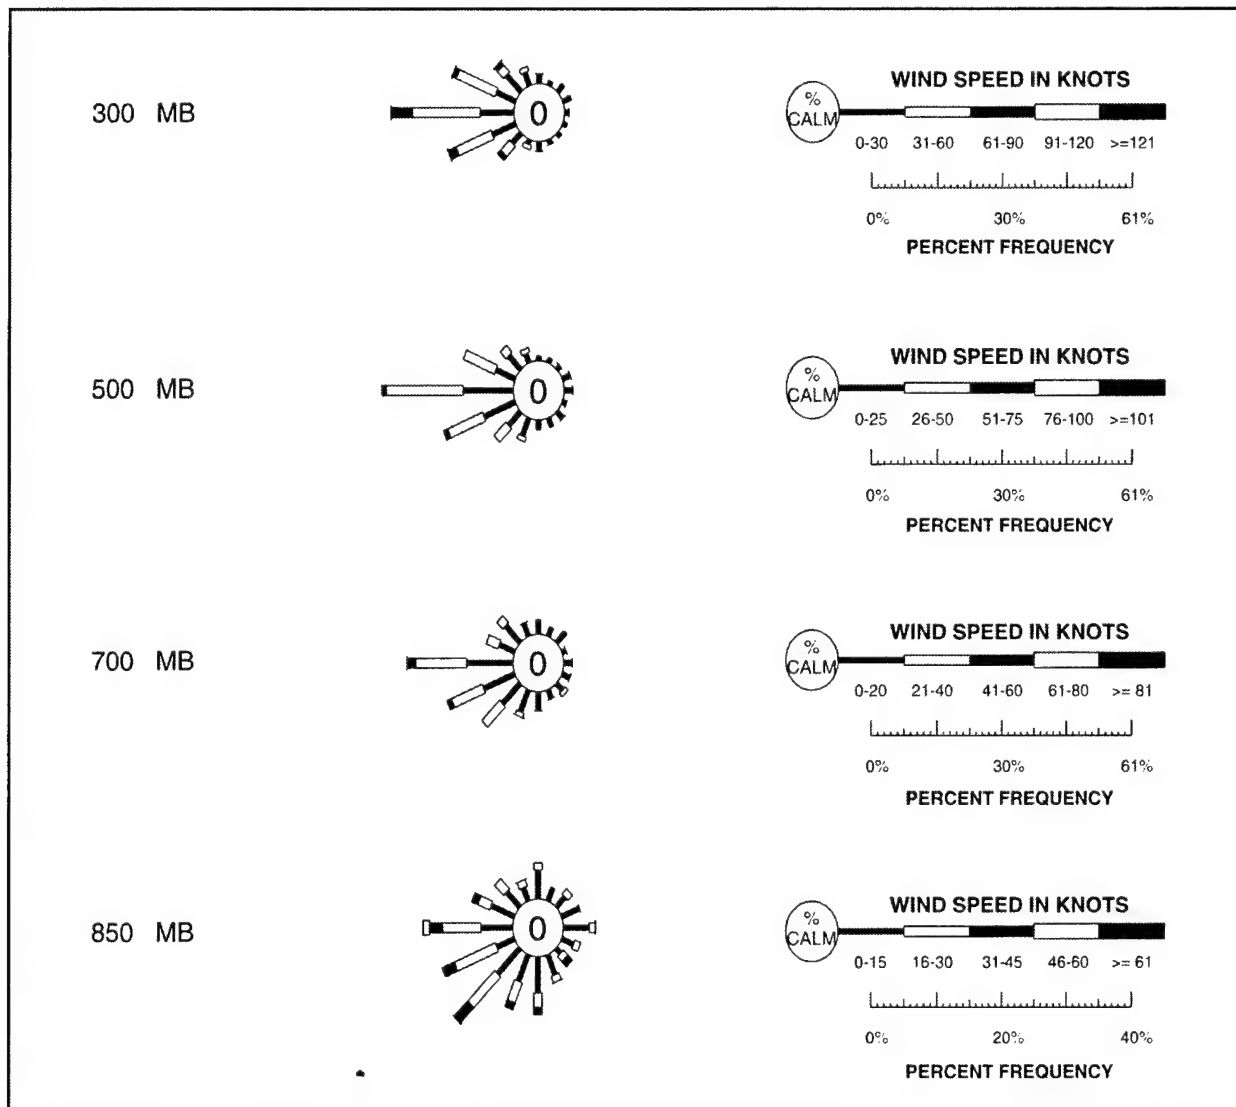 300 MB
0
WIND SPEED IN KNOTS
% CALM
0-30 31-60 61-90 91-120 >=121
0% 30% 61%
PERCENT FREQUENCY
500 MB
0
WIND SPEED IN KNOTS
% CALM
0-25 26-50 51-75 76-100 >=101
0% 30% 61%
PERCENT FREQUENCY
700 MB
0
WIND SPEED IN KNOTS
% CALM
0-20 21-40 41-60 61-80 >= 81
0% 30% 61%
PERCENT FREQUENCY
850 MB
0
WIND SPEED IN KNOTS
% CALM
0-15 16-30 31-45 46-60 >= 61
0% 20% 40%
PERCENT FREQUENCY